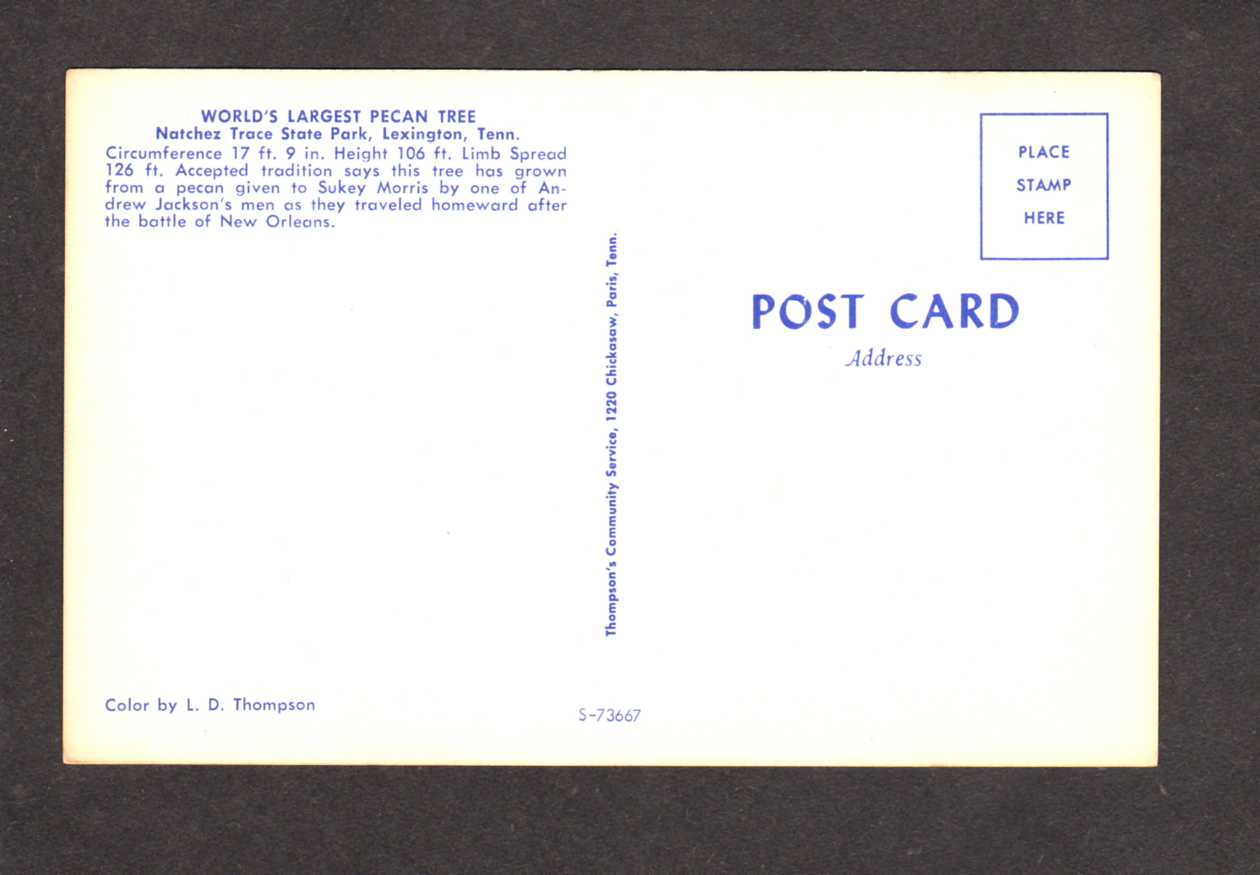 WORLD'S LARGEST PECAN TREE
Natchez Trace State Park, Lexington, Tenn.
Circumference 17 ft. 9 in. Height 106 ft. Limb Spread
126 ft. Accepted tradition says this tree has grown
from a pecan given to Sukey Morris by one of An-
drew Jackson's men as they traveled homeward after
the battle of New Orleans.
Color by L. D. Thompson
Thompson's Community Service, 1220 Chickasaw, Paris, Tenn.
S-73667
PLACE
STAMP
HERE
POST CARD
Address